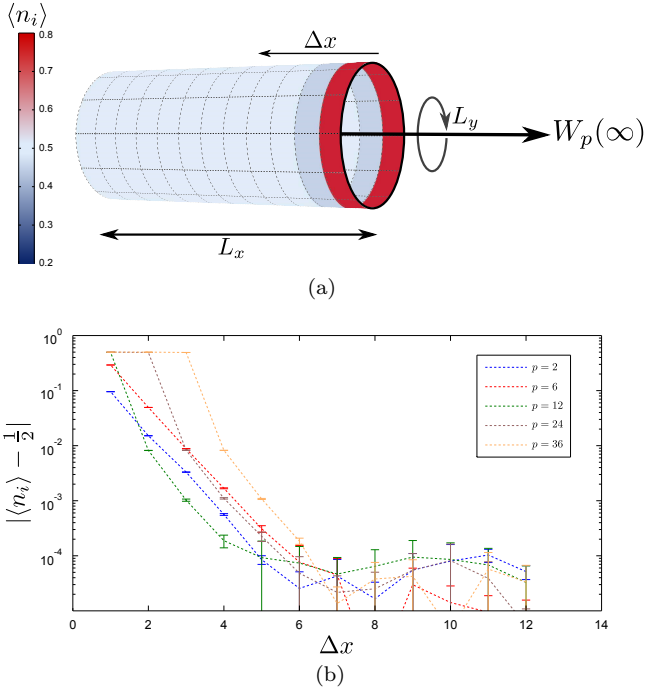 ⟨n_i⟩
Δx
0.8
0.7
0.6
0.5
0.4
0.3
0.2
L_y
W_p(∞)
L_x
(a)
|⟨n_i⟩ − 1/2|
10^0
10^-1
10^-2
10^-3
10^-4
p = 2
p = 6
p = 12
p = 24
p = 36
0 2 4 6 8 10 12 14
Δx
(b)